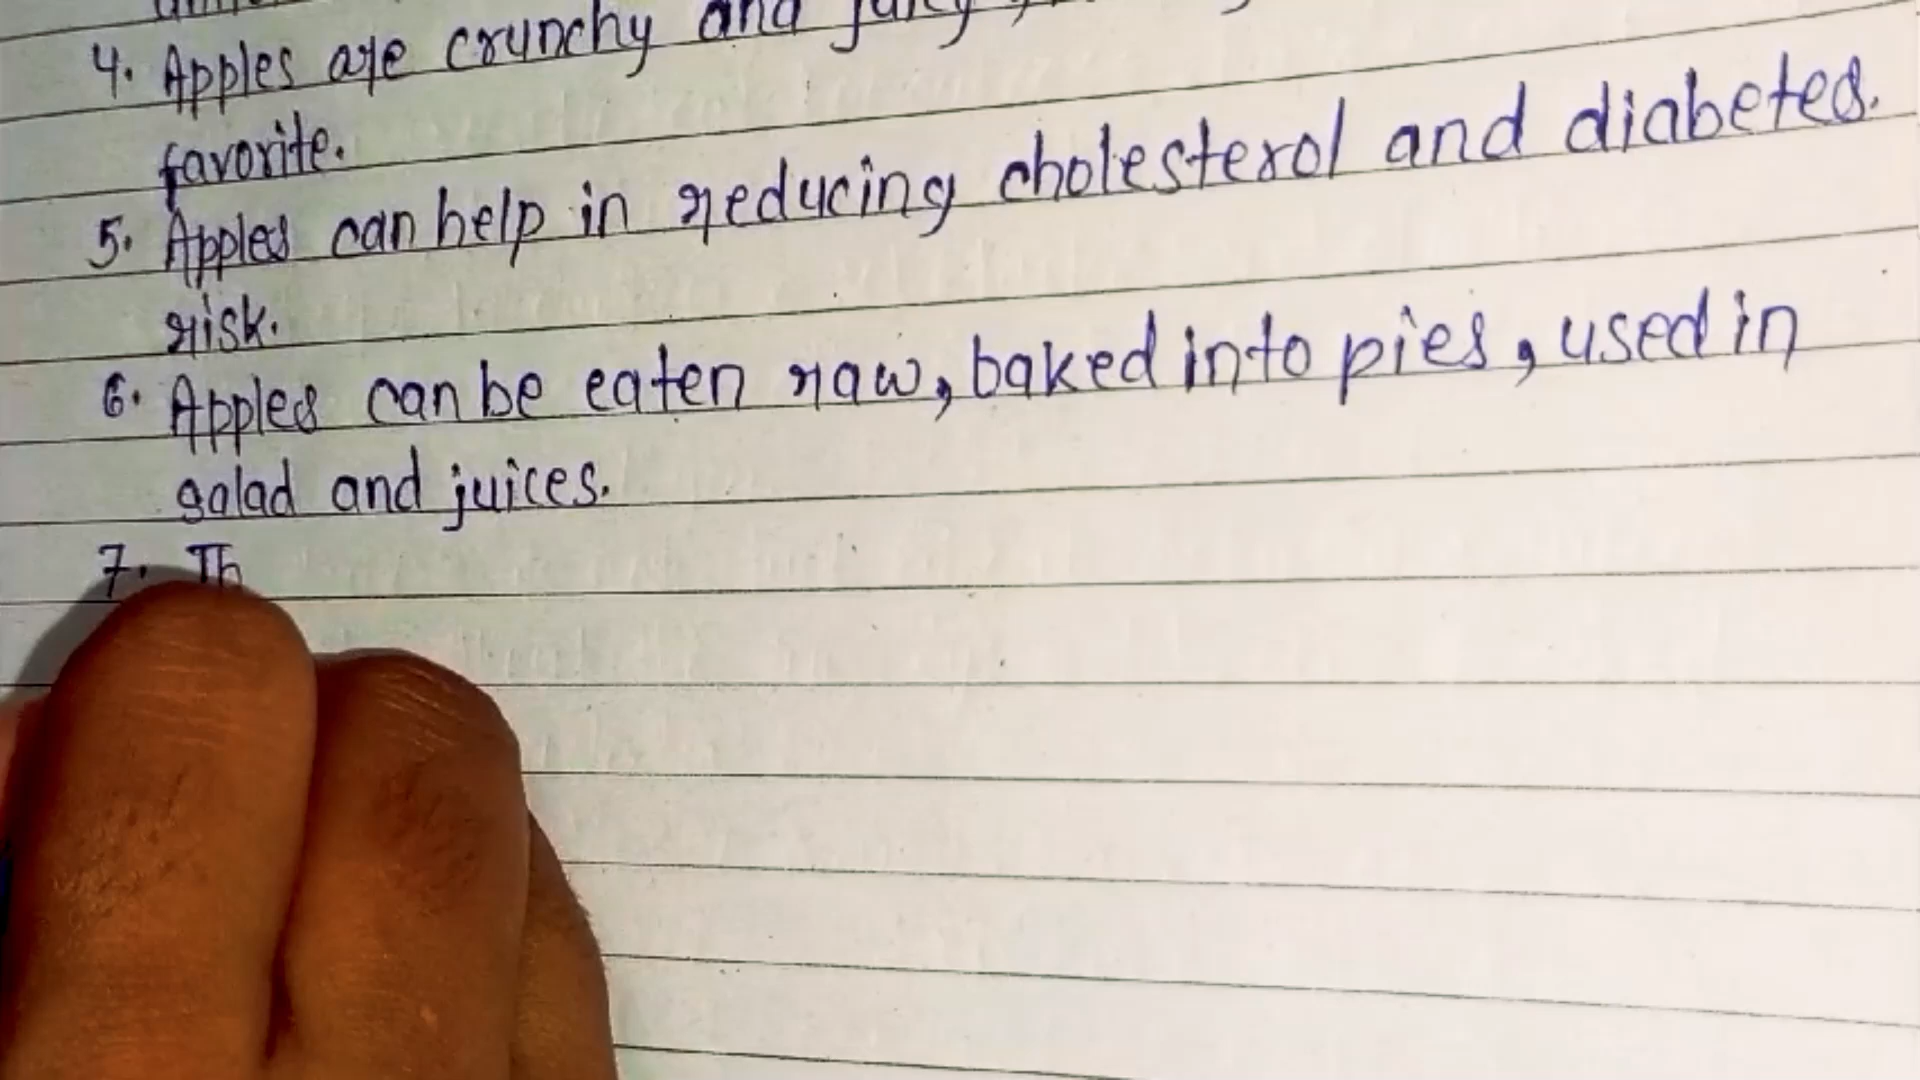 4. Apples are crunchy and juicy,
favorite.
5. Apples can help in reducing cholesterol and diabetes.
risk.
6. Apples can be eaten raw, baked into pies, used in
salad and juices.
7. Th